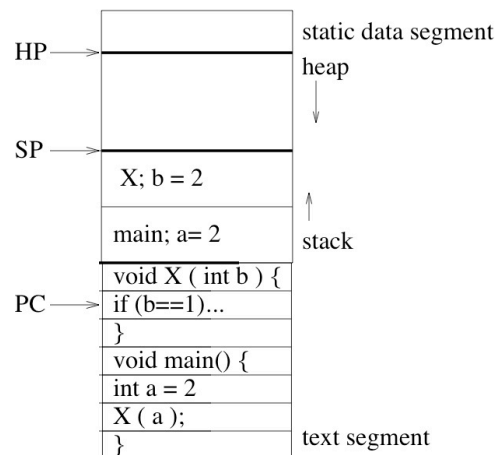 static data segment
HP
heap
SP
X; b = 2
main; a= 2
stack
void X ( int b ) {
PC
if (b==1)...
}
void main() {
int a = 2
X ( a );
}
text segment